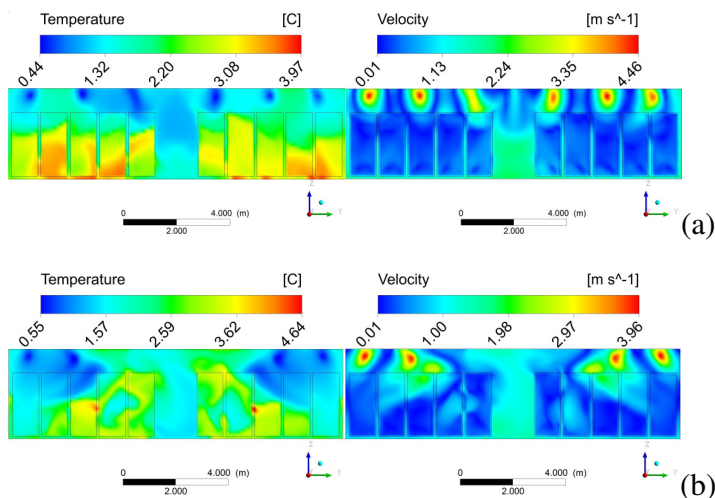 Temperature [C] Velocity [m s^-1]
0.44 1.32 2.20 3.08 3.97 0.01 1.13 2.24 3.35 4.46
Z Z
0 4.000 (m) Y 0 4.000 (m) Y
2.000 2.000
(a)
Temperature [C] Velocity [m s^-1]
0.55 1.57 2.59 3.62 4.64 0.01 1.00 1.98 2.97 3.96
Z Z
0 4.000 (m) Y 0 4.000 (m) Y
2.000 2.000
(b)